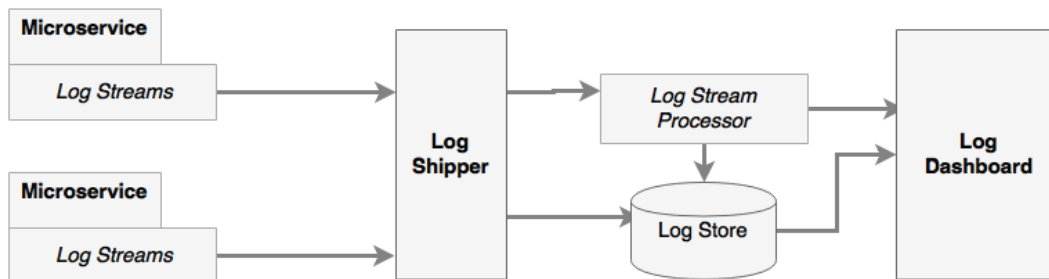 Microservice
Log Streams
Microservice
Log Streams
Log
Shipper
Log Stream
Processor
Log Store
Log
Dashboard